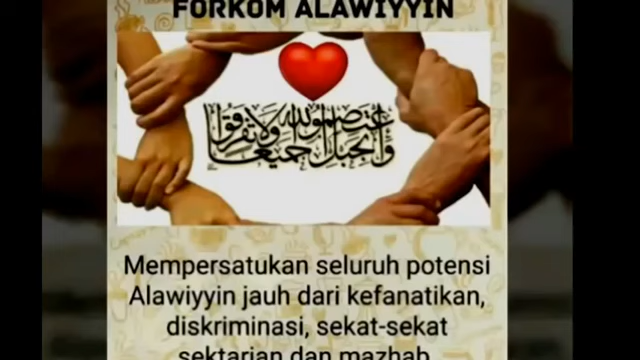 FORKOM ALAWIYYIN
واعتصموا بحبل الله جميعا ولا تفرقوا
Mempersatukan seluruh potensi
Alawiyyin jauh dari kefanatikan,
diskriminasi, sekat-sekat
sektarian dan mazhab